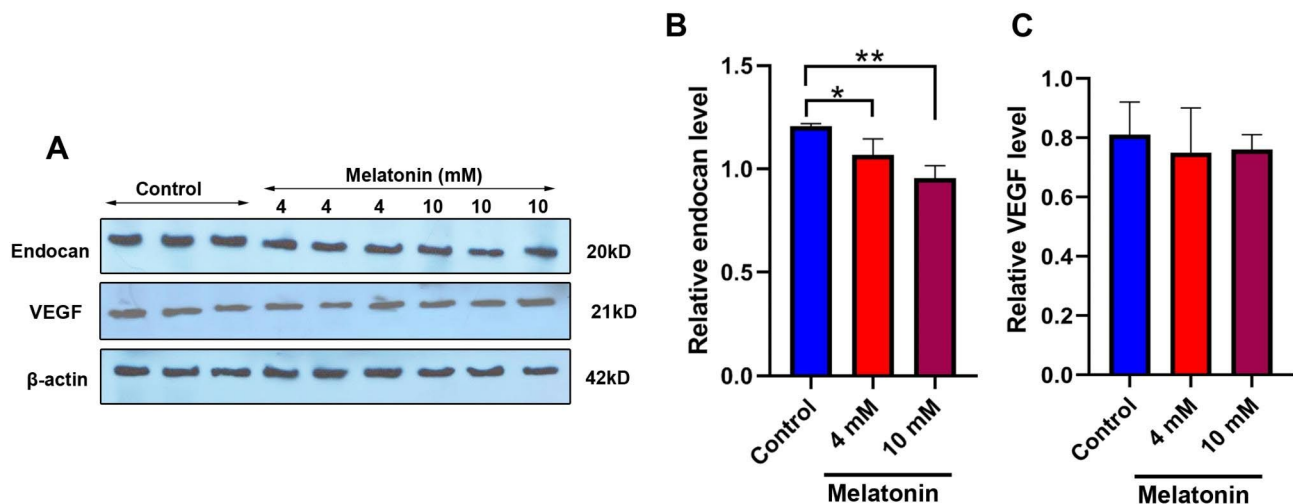 A
Control
Melatonin (mM)
4 4 4 10 10 10
Endocan
20kD
VEGF
21kD
β-actin
42kD
B
Relative endocan level
1.5
1.0
0.5
0.0
*
**
Control
4 mM
10 mM
Melatonin
C
Relative VEGF level
1.0
0.8
0.6
0.4
0.2
0.0
Control
4 mM
10 mM
Melatonin